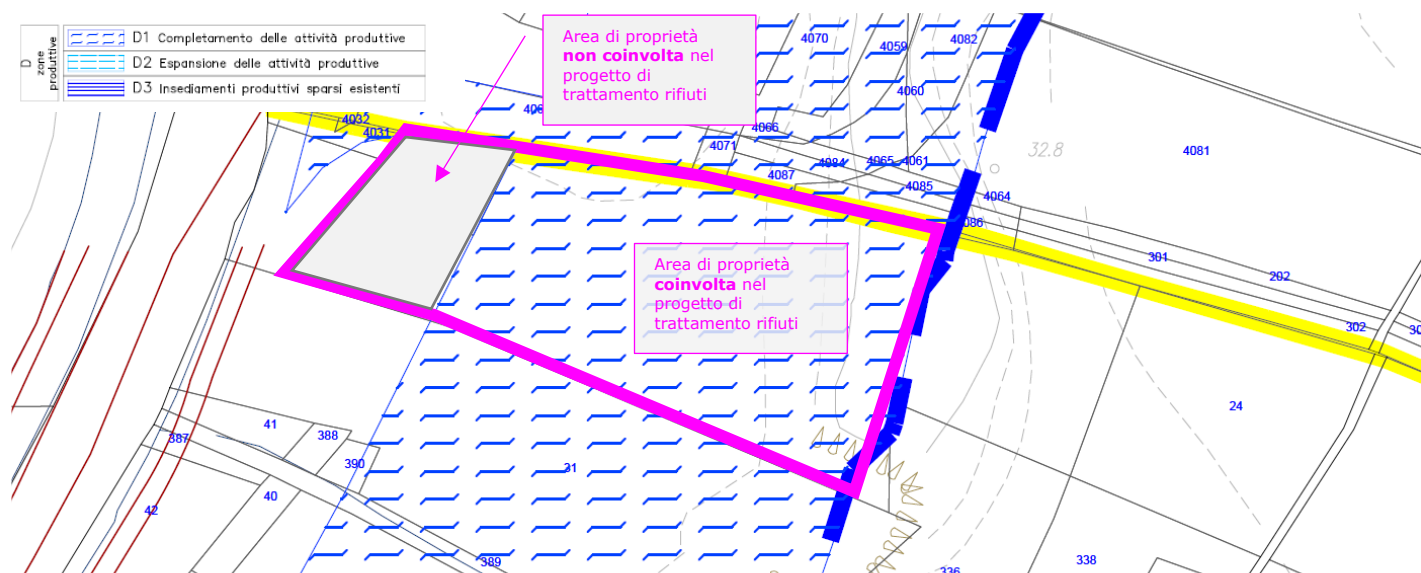 D
zone
produttive
D1 Completamento delle attività produttive
D2 Espansione delle attività produttive
D3 Insediamenti produttivi sparsi esistenti
Area di proprietà
non coinvolta nel
progetto di
trattamento rifiuti
4070
4059
4082
4060
4032
4031
4066
4071
4084
4065
4061
4087
4085
4064
32.8
4081
301
202
302
Area di proprietà
coinvolta nel
progetto di
trattamento rifiuti
24
41
388
387
390
31
40
42
389
338
336